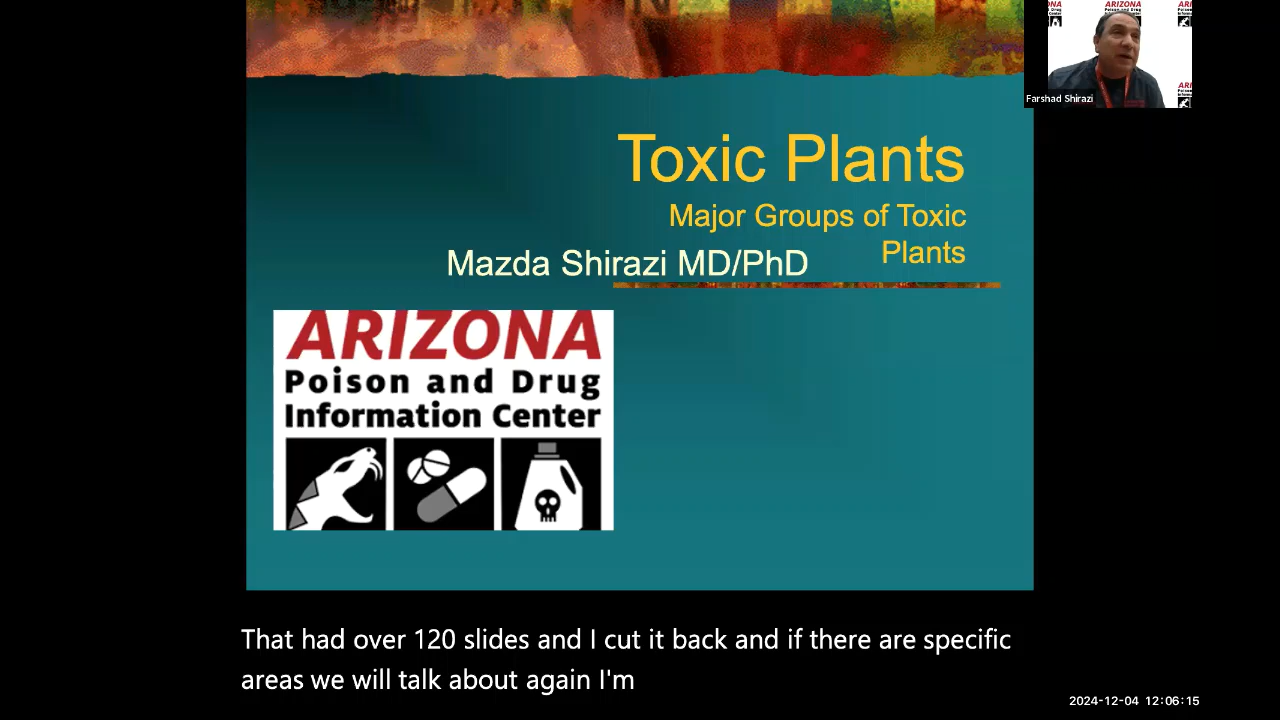 ARIZONA
Farshad Shirazi
Toxic Plants
Major Groups of Toxic
Plants
Mazda Shirazi MD/PhD
ARIZONA
Poison and Drug
Information Center
That had over 120 slides and I cut it back and if there are specific
areas we will talk about again I'm
2024-12-04 12:06:15